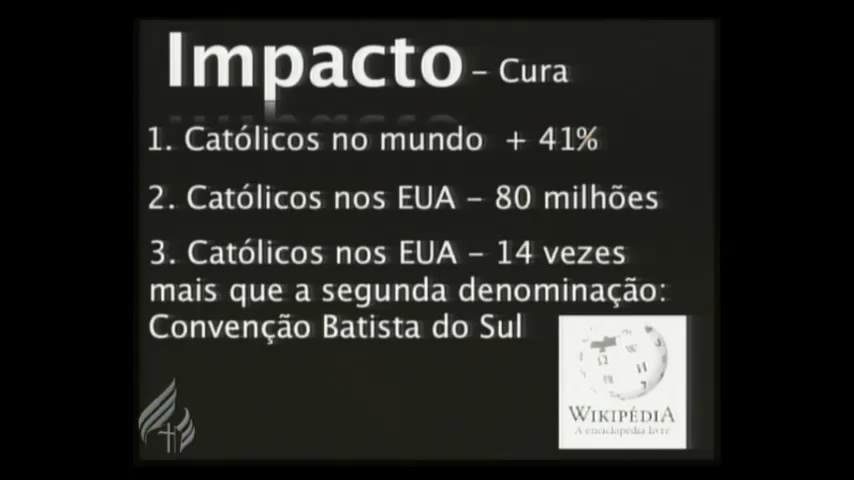 Impacto – Cura
1. Católicos no mundo + 41%
2. Católicos nos EUA – 80 milhões
3. Católicos nos EUA – 14 vezes
mais que a segunda denominação:
Convenção Batista do Sul
WIKIPÉDIA
A enciclopédia livre